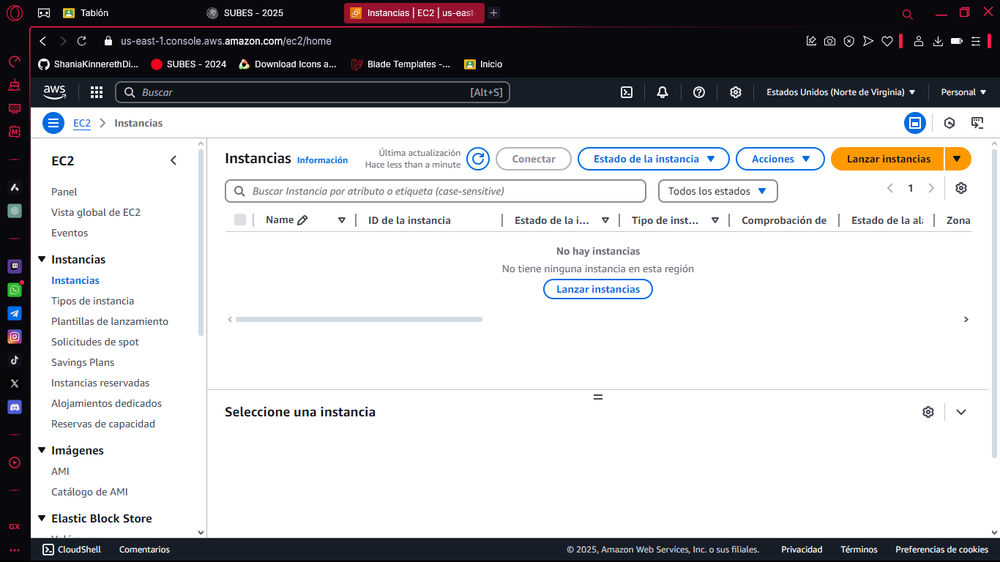 Tablón
SUBES - 2025
Instancias | EC2 | us-east-
us-east-1.console.aws.amazon.com/ec2/home
ShaniaKinnerethDi...
SUBES - 2024
Download Icons a...
Blade Templates -...
Inicio
aws
Buscar
[Alt+S]
Estados Unidos (Norte de Virginia)
Personal
EC2
Instancias
EC2
Panel
Vista global de EC2
Eventos
Instancias
Instancias
Tipos de instancia
Plantillas de lanzamiento
Solicitudes de spot
Savings Plans
Instancias reservadas
Alojamientos dedicados
Reservas de capacidad
Imágenes
AMI
Catálogo de AMI
Elastic Block Store
Instancias
Información
Última actualización
Hace less than a minute
Conectar
Estado de la instancia
Acciones
Lanzar instancias
Buscar Instancia por atributo o etiqueta (case-sensitive)
Todos los estados
1
Name
ID de la instancia
Estado de la i...
Tipo de inst...
Comprobación de
Estado de la ala
Zona
No hay instancias
No tiene ninguna instancia en esta región
Lanzar instancias
Seleccione una instancia
GX
CloudShell
Comentarios
© 2025, Amazon Web Services, Inc. o sus filiales.
Privacidad
Términos
Preferencias de cookies